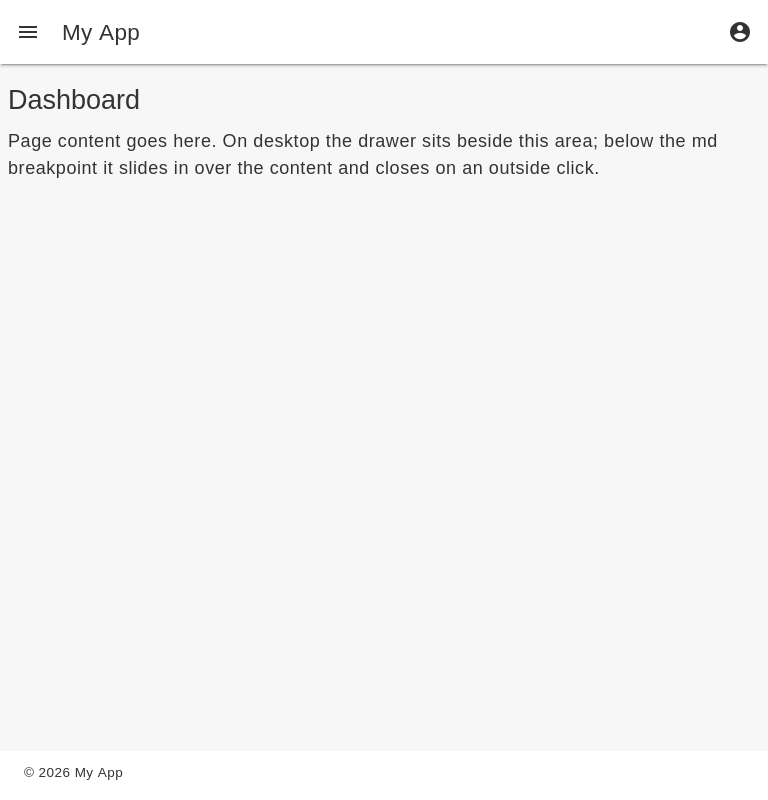 My App
Dashboard
Page content goes here. On desktop the drawer sits beside this area; below the md
breakpoint it slides in over the content and closes on an outside click.
© 2026 My App